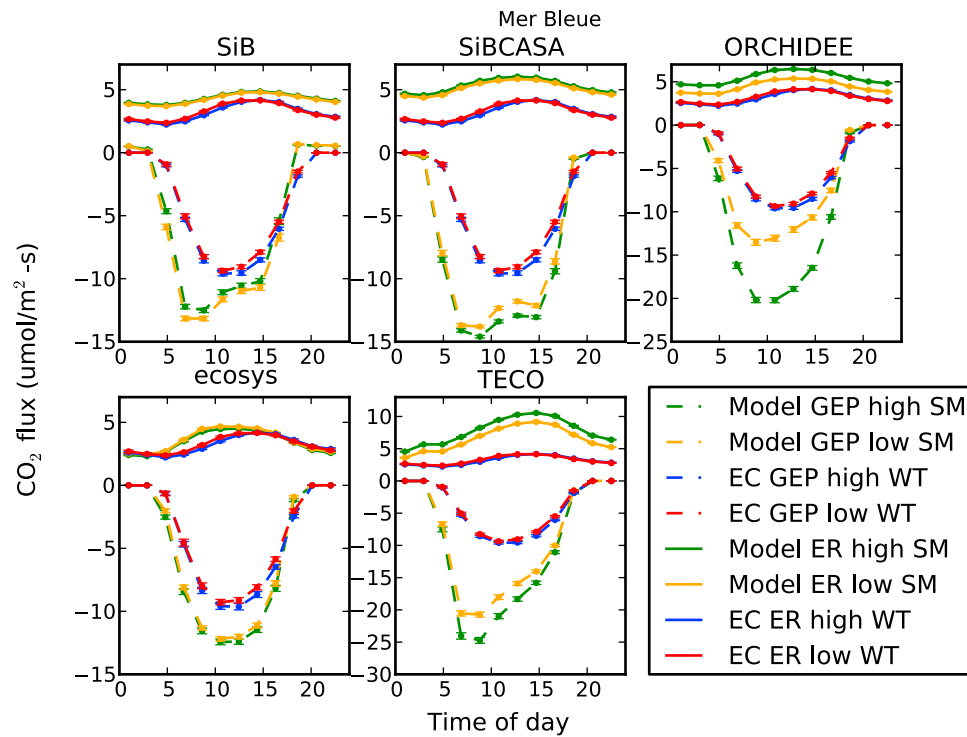 Mer Bleue
SiB
SiBCASA
ORCHIDEE
5
0
−5
−10
−15
0 5 10 15 20
5
0
−5
−10
−15
0 5 10 15 20
5
0
−5
−10
−15
−20
−25
0 5 10 15 20
ecosys
TECO
5
0
−5
−10
−15
0 5 10 15 20
10
5
0
−5
−10
−15
−20
−25
−30
0 5 10 15 20
CO2 flux (umol/m² -s)
Time of day
Model GEP high SM
Model GEP low SM
EC GEP high WT
EC GEP low WT
Model ER high SM
Model ER low SM
EC ER high WT
EC ER low WT